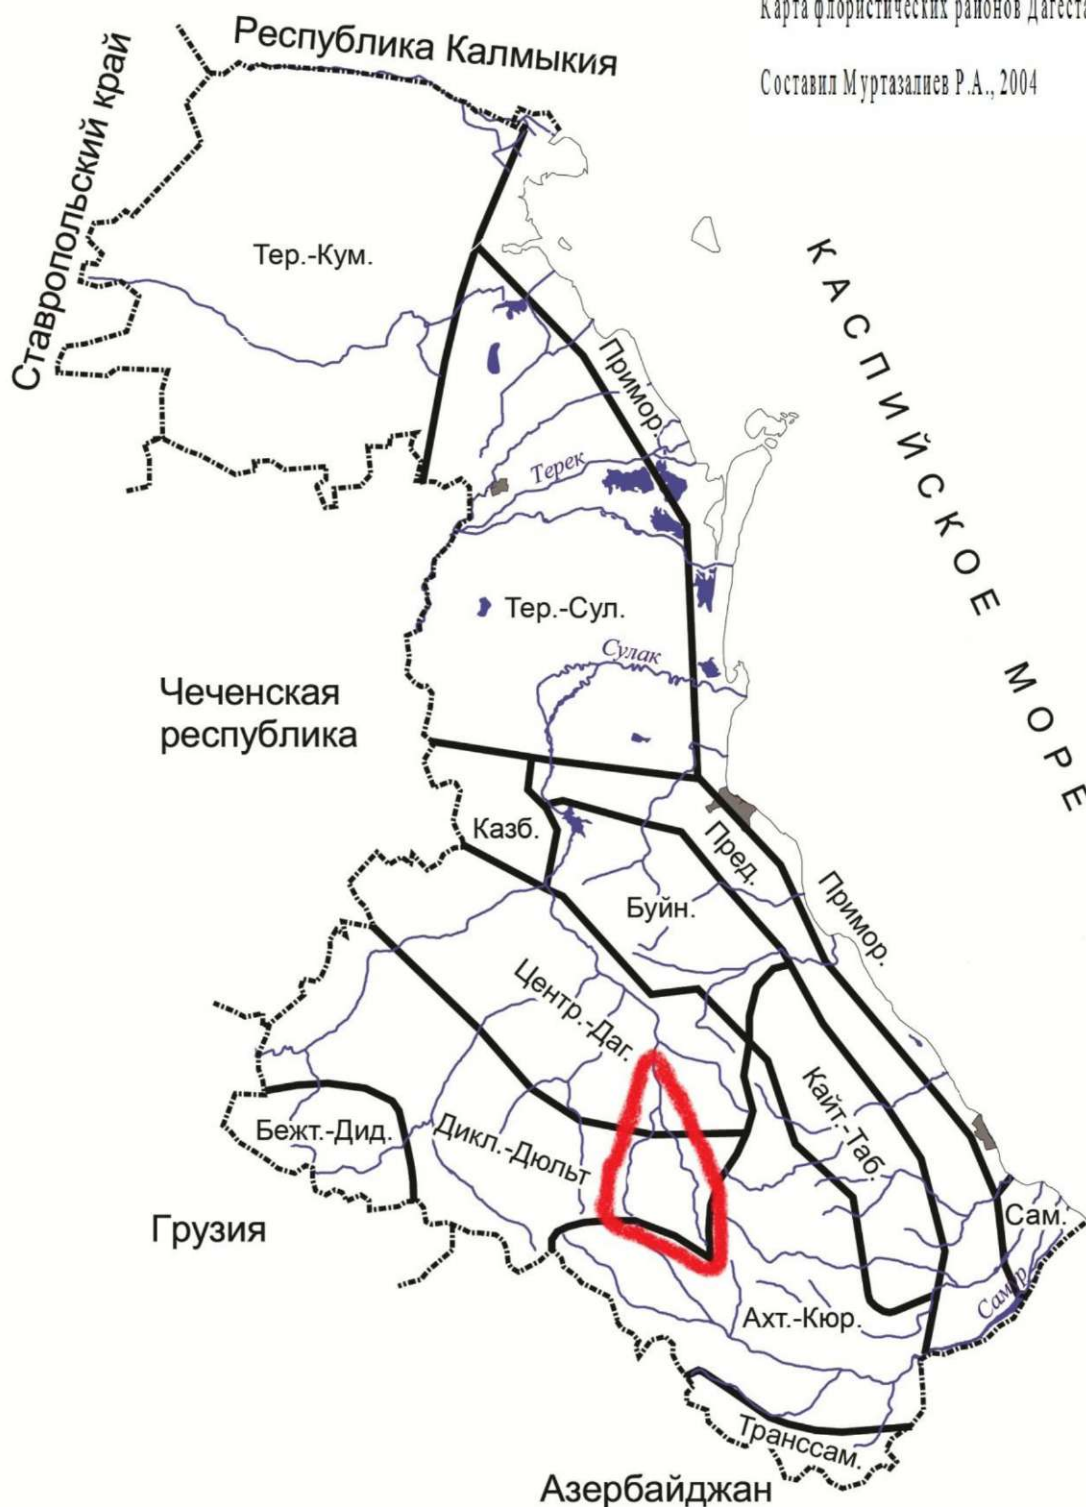 Карта флористических районов Дагеста
Составил Муртазалиев Р.А., 2004
Республика Калмыкия
Ставропольский край
Тер.-Кум.
КАСПИЙСКОЕ МОРЕ
Примор.
Терек
Тер.-Сул.
Сулак
Чеченская
республика
Казб.
Пред.
Буйн.
Примор.
Центр.-Даг.
Кайт.-Таб.
Бежт.-Дид.
Дикл.-Дюльт
Грузия
Сам.
Самур
Ахт.-Кюр.
Транссам.
Азербайджан